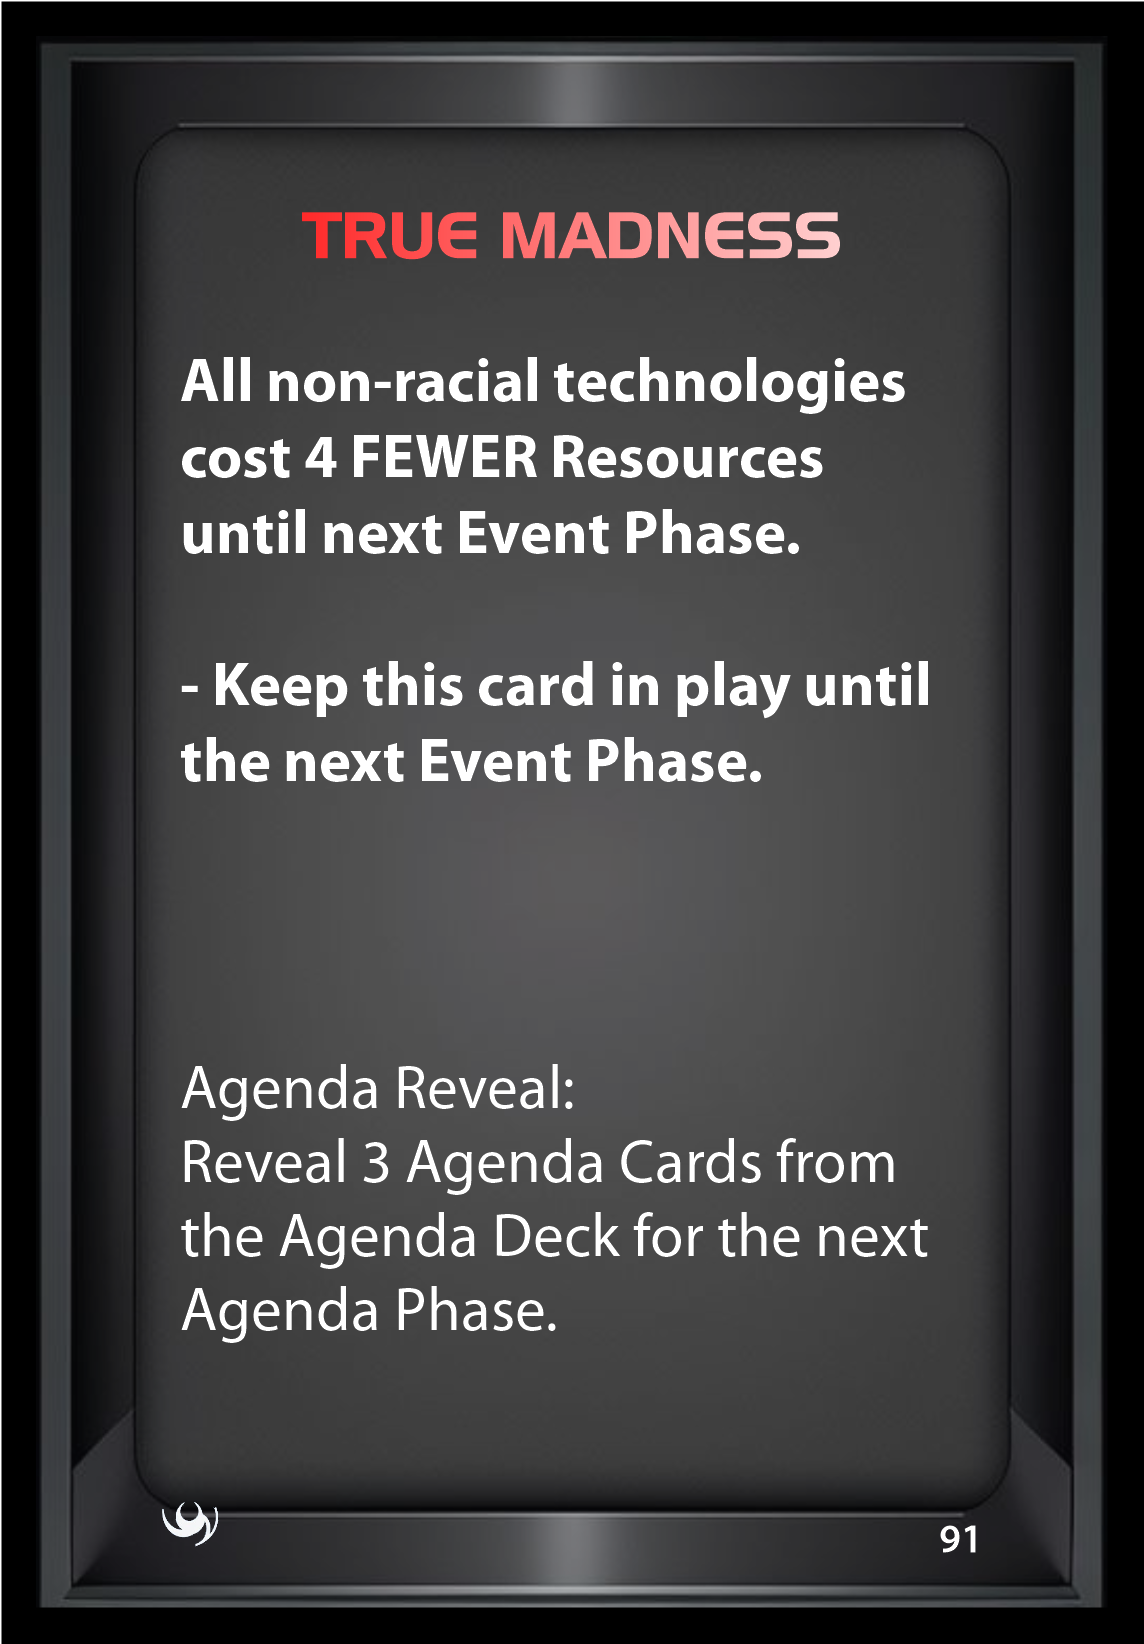 TRUE MADNESS
All non-racial technologies
cost 4 FEWER Resources
until next Event Phase.
- Keep this card in play until
the next Event Phase.
Agenda Reveal:
Reveal 3 Agenda Cards from
the Agenda Deck for the next
Agenda Phase.
91